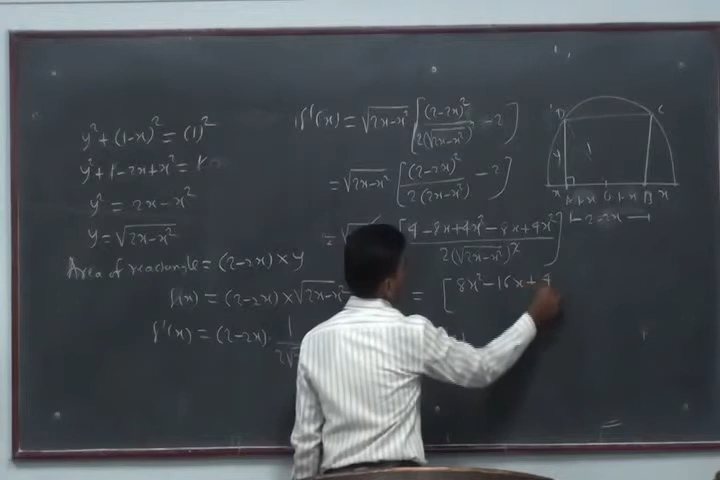 y² + (1-x)² = (1)²
y² + 1 - 2x + x² = 1
y² = 2x - x²
y = √(2x-x²)
Area of reactangle = (2-2x) × y
f(x) = (2-2x) × √(2x-x²)
f'(x) = (2-2x) · 1
2√
f'(x) = √(2x-x²) [ (2-2x)² / 2(√(2x-x²))² - 2 ]
= √(2x-x²) [ (2-2x)² / 2(2x-x²) - 2 ]
= √ [ 4-8x+4x²-8x+4x² / 2(√(2x-x²))² ]
= [ 8x²-16x+4
D C
y
x 1-x O 1-x B x
2-2x